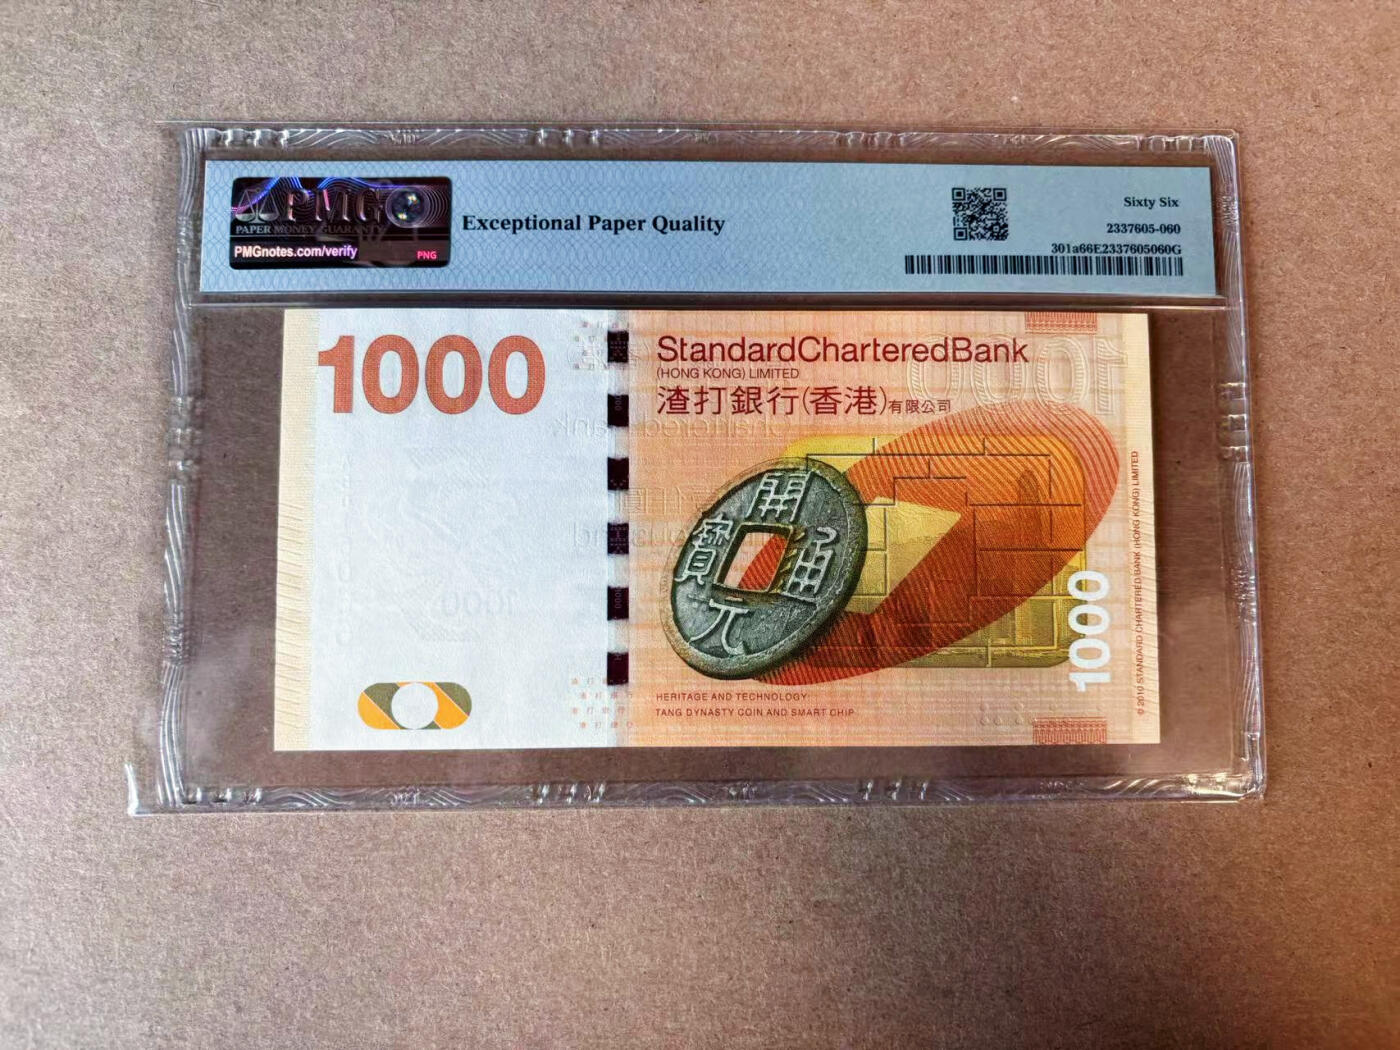 PMG
PAPER MONEY GUARANTY
PMGnotes.com/verify
PNG
Exceptional Paper Quality
Sixty Six
2337605-060
301a66E2337605060G
1000
StandardCharteredBank
(HONG KONG) LIMITED
渣打銀行(香港)有限公司
1000
開
通
元
寶
1000
HERITAGE AND TECHNOLOGY:
TANG DYNASTY COIN AND SMART CHIP
© 2010 STANDARD CHARTERED BANK (HONG KONG) LIMITED